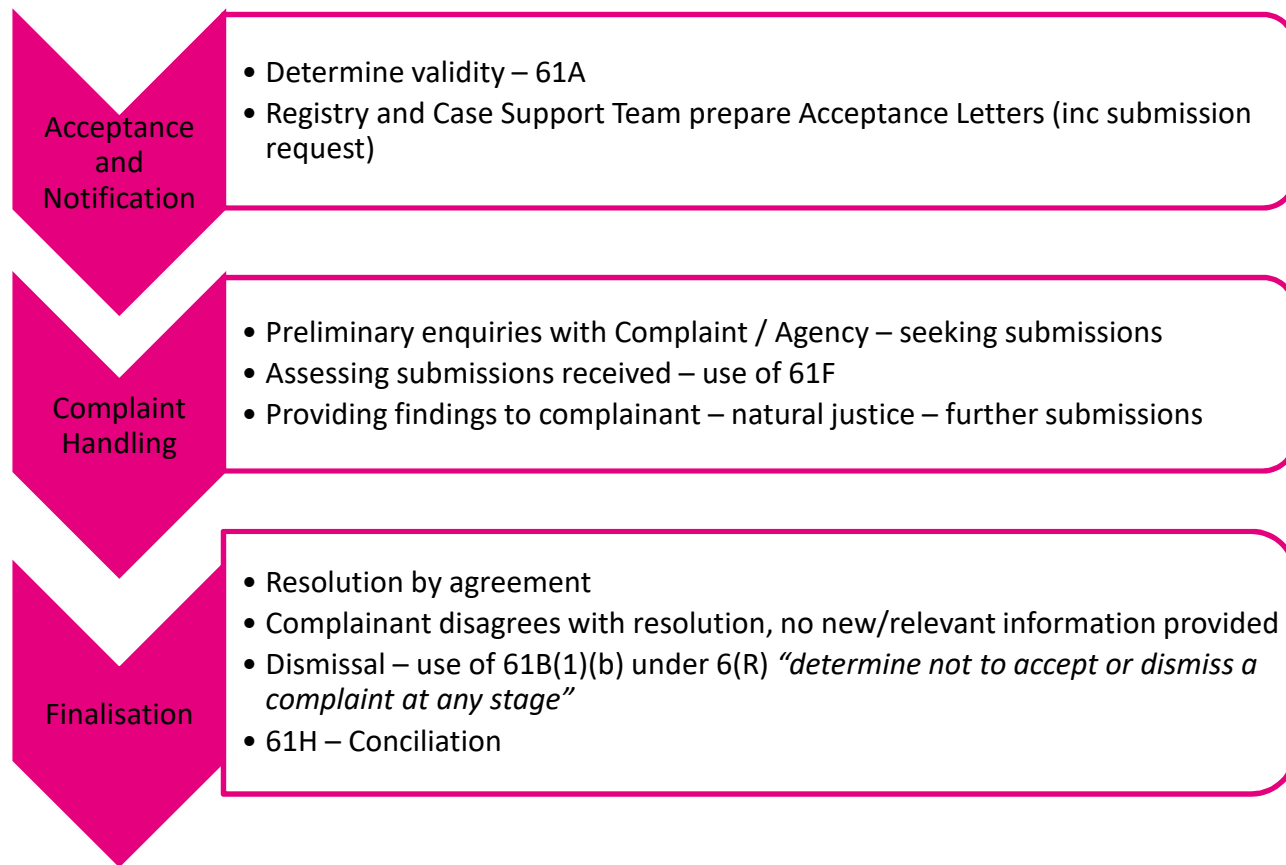 Acceptance
and
Notification
• Determine validity – 61A
• Registry and Case Support Team prepare Acceptance Letters (inc submission
request)
Complaint
Handling
• Preliminary enquiries with Complaint / Agency – seeking submissions
• Assessing submissions received – use of 61F
• Providing findings to complainant – natural justice – further submissions
Finalisation
• Resolution by agreement
• Complainant disagrees with resolution, no new/relevant information provided
• Dismissal – use of 61B(1)(b) under 6(R) “determine not to accept or dismiss a
complaint at any stage”
• 61H – Conciliation